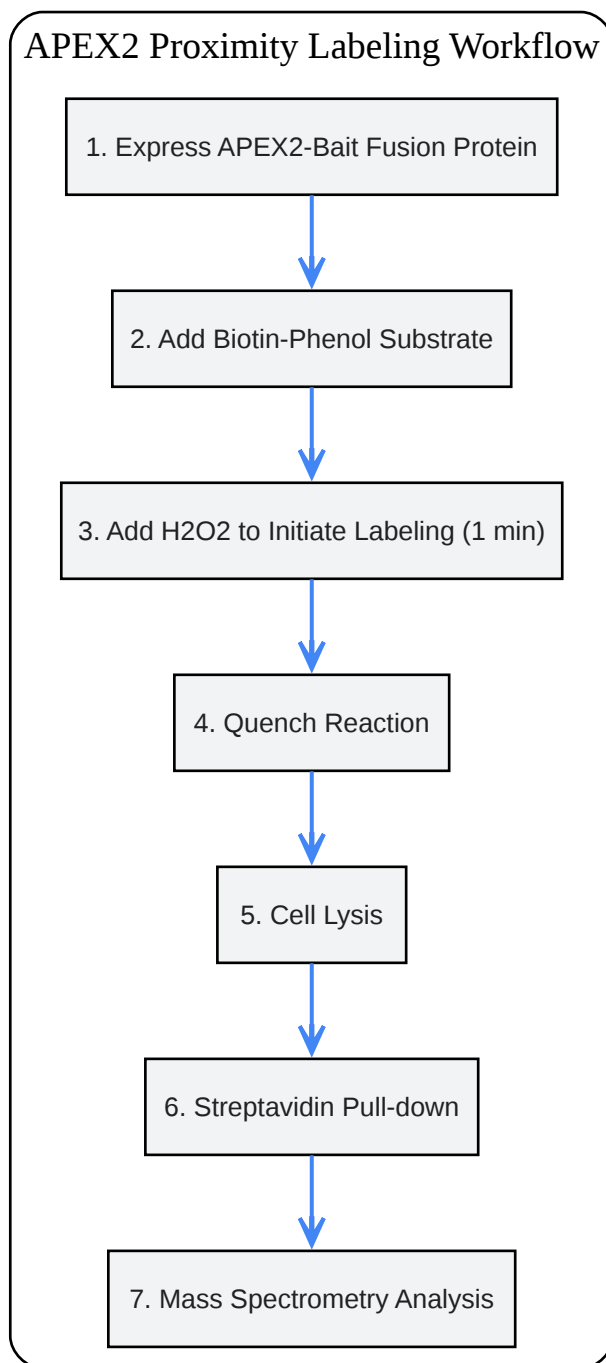 APEX2 Proximity Labeling Workflow
1. Express APEX2-Bait Fusion Protein
2. Add Biotin-Phenol Substrate
3. Add H2O2 to Initiate Labeling (1 min)
4. Quench Reaction
5. Cell Lysis
6. Streptavidin Pull-down
7. Mass Spectrometry Analysis